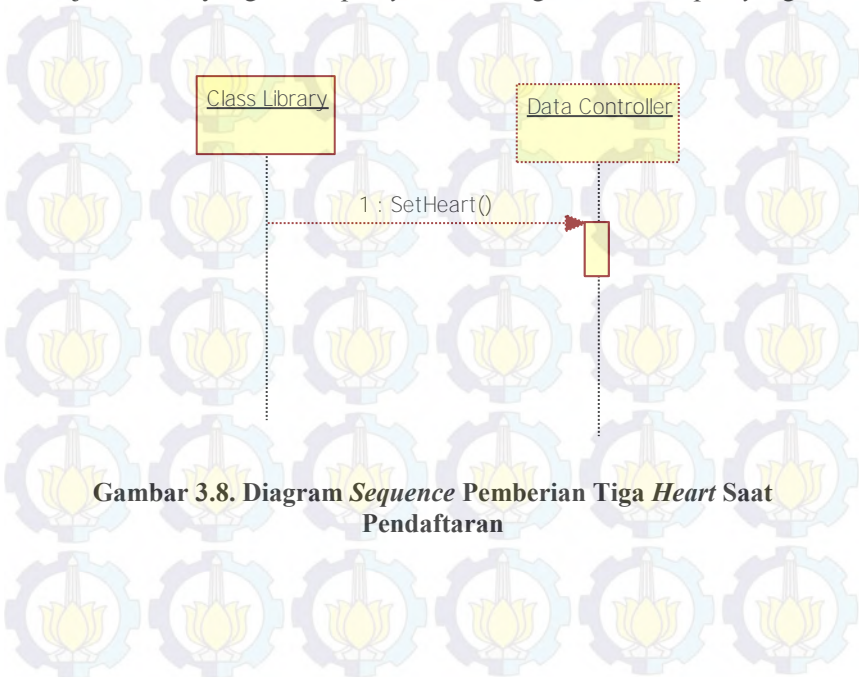 Class Library
Data Controller
1 : SetHeart()
Gambar 3.8. Diagram Sequence Pemberian Tiga Heart Saat
Pendaftaran